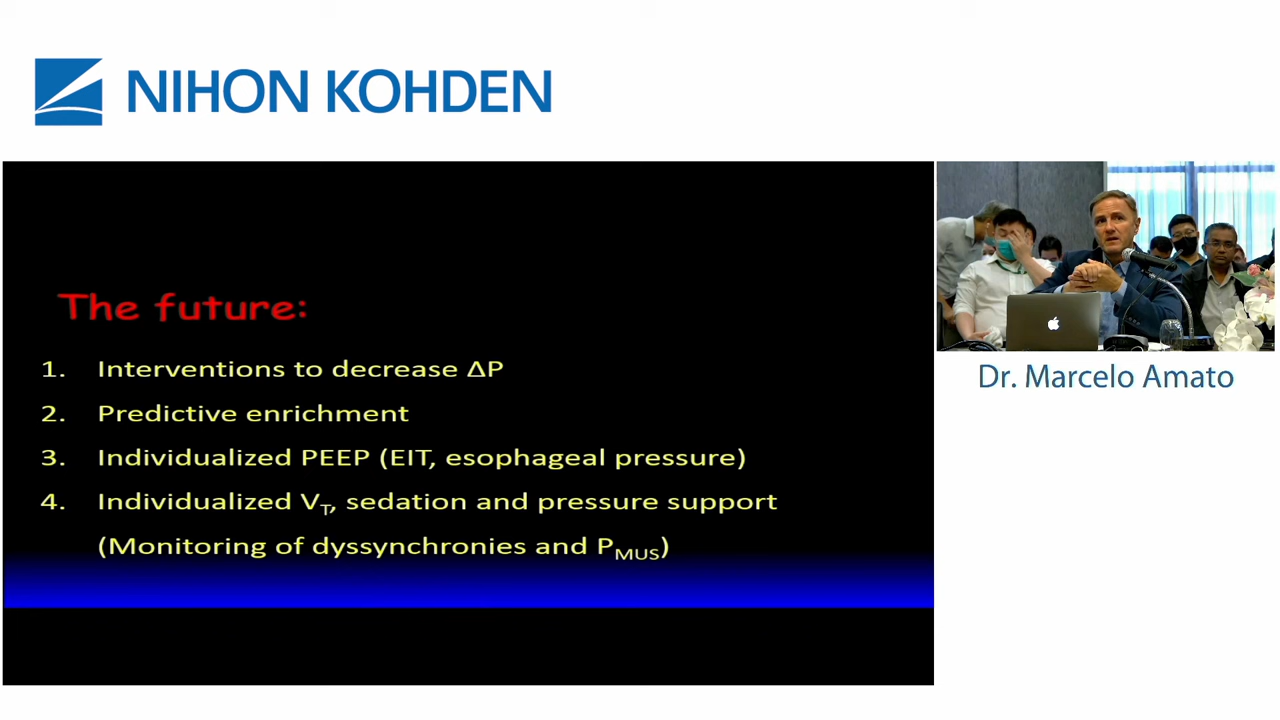 NIHON KOHDEN
The future:
1. Interventions to decrease ΔP
2. Predictive enrichment
3. Individualized PEEP (EIT, esophageal pressure)
4. Individualized VT, sedation and pressure support
(Monitoring of dyssynchronies and PMUS)
Dr. Marcelo Amato